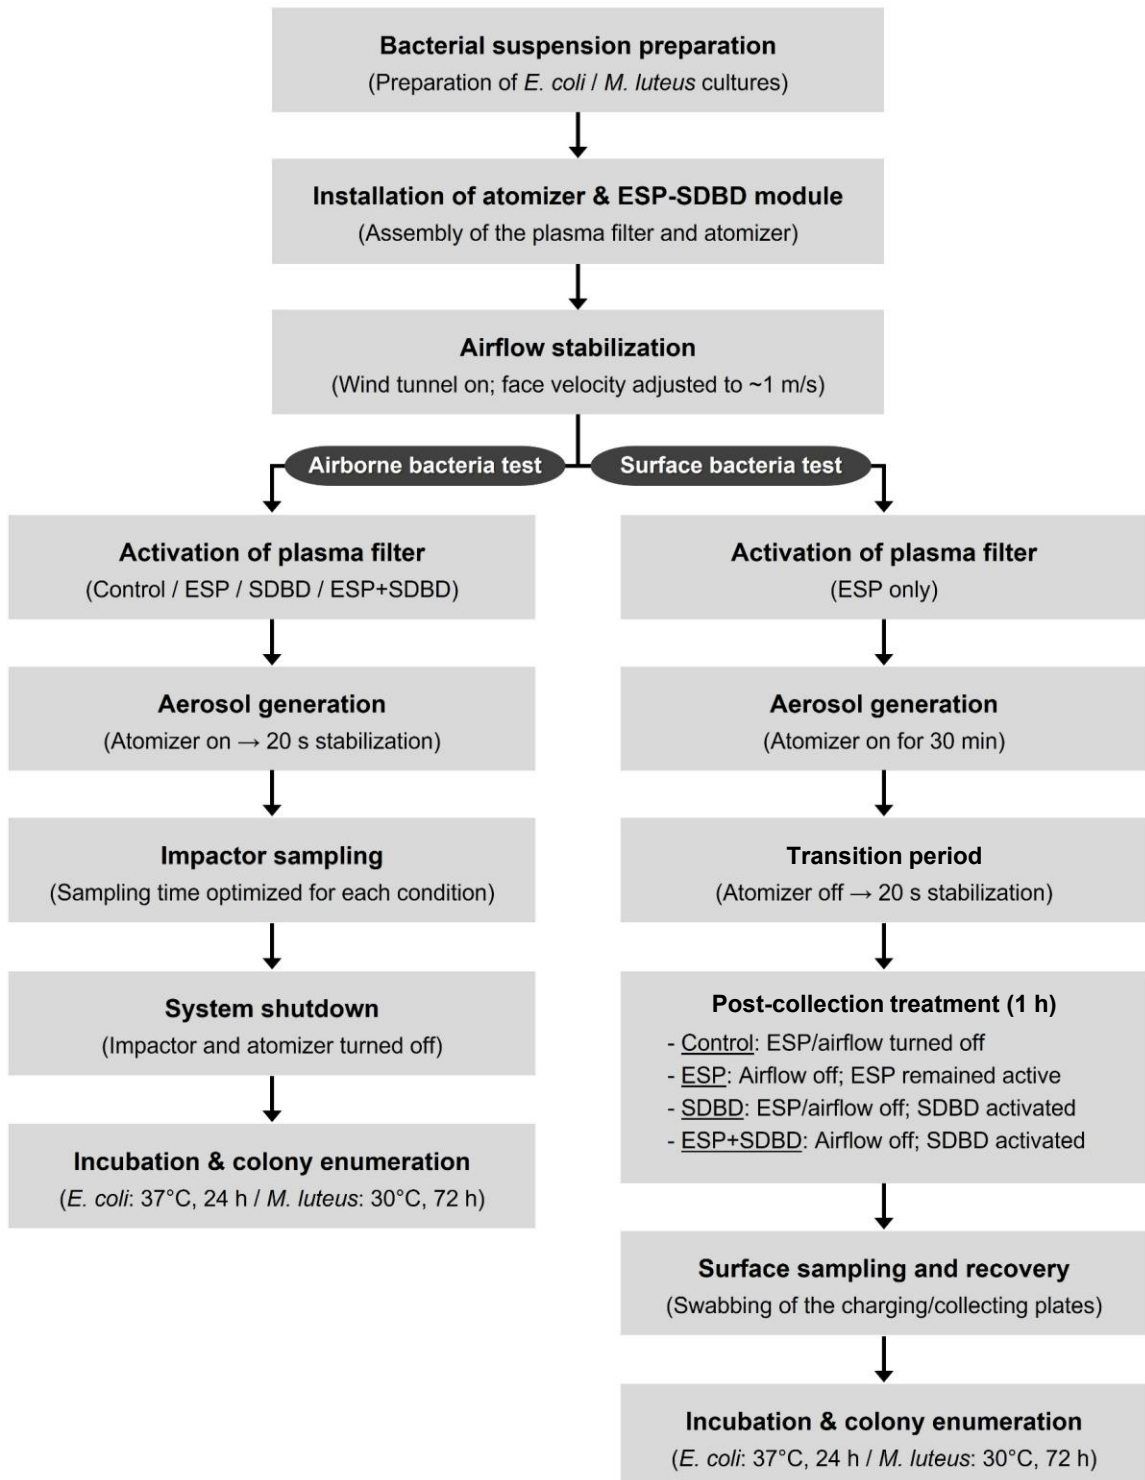 Bacterial suspension preparation
(Preparation of E. coli / M. luteus cultures)
Installation of atomizer & ESP-SDBD module
(Assembly of the plasma filter and atomizer)
Airflow stabilization
(Wind tunnel on; face velocity adjusted to ~1 m/s)
Airborne bacteria test
Activation of plasma filter
(Control / ESP / SDBD / ESP+SDBD)
Aerosol generation
(Atomizer on → 20 s stabilization)
Impactor sampling
(Sampling time optimized for each condition)
System shutdown
(Impactor and atomizer turned off)
Incubation & colony enumeration
(E. coli: 37°C, 24 h / M. luteus: 30°C, 72 h)
Surface bacteria test
Activation of plasma filter
(ESP only)
Aerosol generation
(Atomizer on for 30 min)
Transition period
(Atomizer off → 20 s stabilization)
Post-collection treatment (1 h)
- Control: ESP/airflow turned off
- ESP: Airflow off; ESP remained active
- SDBD: ESP/airflow off; SDBD activated
- ESP+SDBD: Airflow off; SDBD activated
Surface sampling and recovery
(Swabbing of the charging/collecting plates)
Incubation & colony enumeration
(E. coli: 37°C, 24 h / M. luteus: 30°C, 72 h)